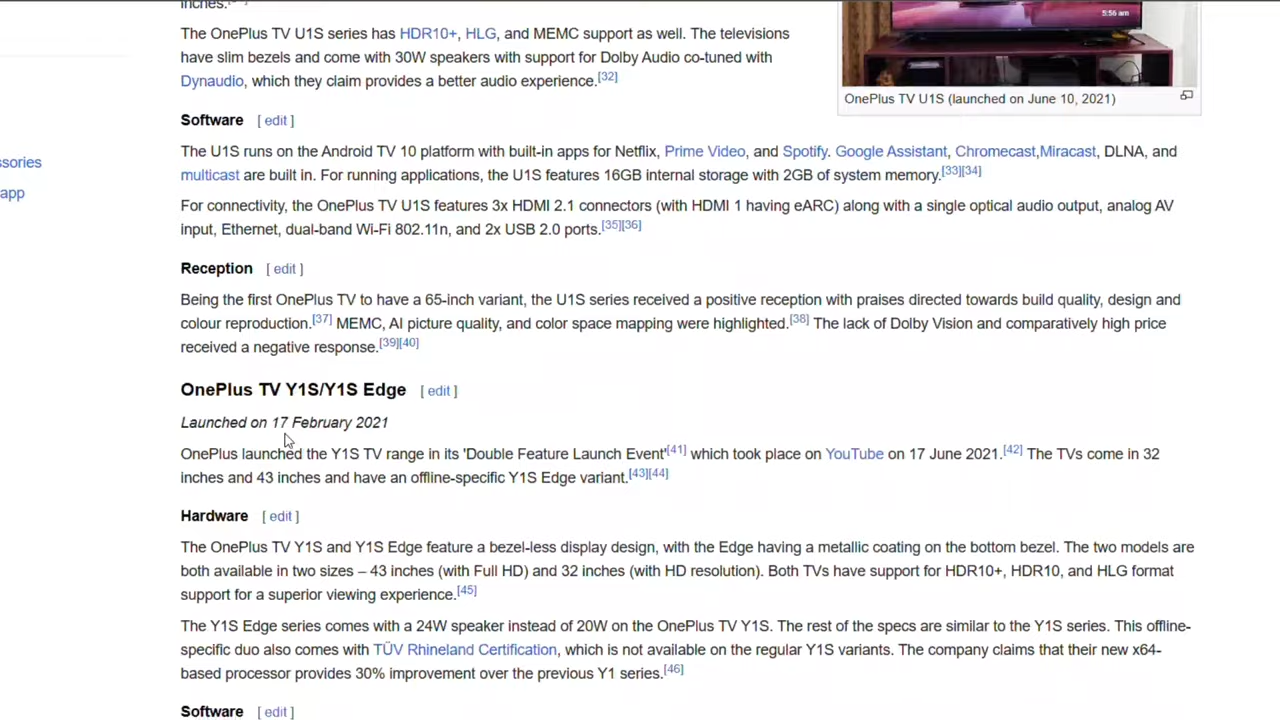 inches.
5:56 am
The OnePlus TV U1S series has HDR10+, HLG, and MEMC support as well. The televisions
have slim bezels and come with 30W speakers with support for Dolby Audio co-tuned with
Dynaudio, which they claim provides a better audio experience.[32]
OnePlus TV U1S (launched on June 10, 2021)
Software [ edit ]
The U1S runs on the Android TV 10 platform with built-in apps for Netflix, Prime Video, and Spotify. Google Assistant, Chromecast,Miracast, DLNA, and
ssories
multicast are built in. For running applications, the U1S features 16GB internal storage with 2GB of system memory.[33][34]
app
For connectivity, the OnePlus TV U1S features 3x HDMI 2.1 connectors (with HDMI 1 having eARC) along with a single optical audio output, analog AV
input, Ethernet, dual-band Wi-Fi 802.11n, and 2x USB 2.0 ports.[35][36]
Reception [ edit ]
Being the first OnePlus TV to have a 65-inch variant, the U1S series received a positive reception with praises directed towards build quality, design and
colour reproduction.[37] MEMC, AI picture quality, and color space mapping were highlighted.[38] The lack of Dolby Vision and comparatively high price
received a negative response.[39][40]
OnePlus TV Y1S/Y1S Edge [ edit ]
Launched on 17 February 2021
OnePlus launched the Y1S TV range in its 'Double Feature Launch Event'[41] which took place on YouTube on 17 June 2021.[42] The TVs come in 32
inches and 43 inches and have an offline-specific Y1S Edge variant.[43][44]
Hardware [ edit ]
The OnePlus TV Y1S and Y1S Edge feature a bezel-less display design, with the Edge having a metallic coating on the bottom bezel. The two models are
both available in two sizes – 43 inches (with Full HD) and 32 inches (with HD resolution). Both TVs have support for HDR10+, HDR10, and HLG format
support for a superior viewing experience.[45]
The Y1S Edge series comes with a 24W speaker instead of 20W on the OnePlus TV Y1S. The rest of the specs are similar to the Y1S series. This offline-
specific duo also comes with TÜV Rhineland Certification, which is not available on the regular Y1S variants. The company claims that their new x64-
based processor provides 30% improvement over the previous Y1 series.[46]
Software [ edit ]